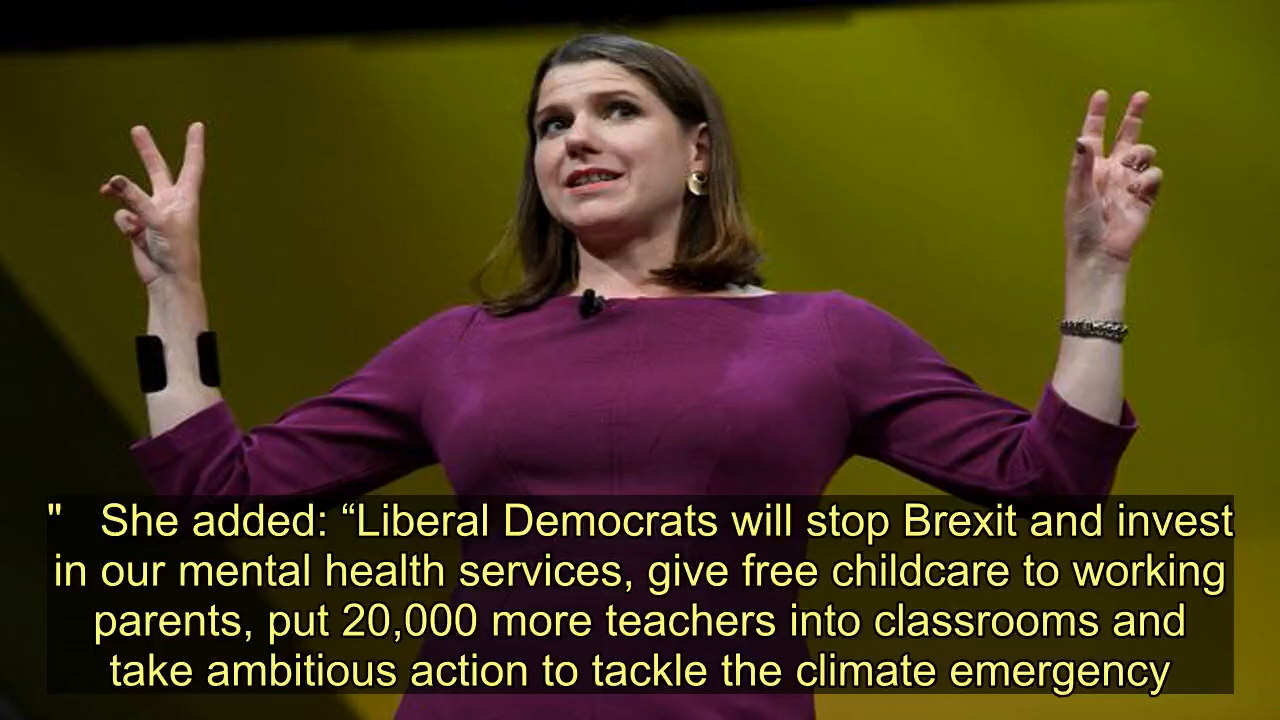 " She added: “Liberal Democrats will stop Brexit and invest
in our mental health services, give free childcare to working
parents, put 20,000 more teachers into classrooms and
take ambitious action to tackle the climate emergency